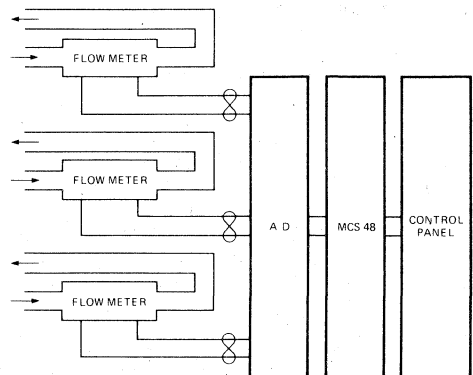 FLOW METER
FLOW METER
FLOW METER
A D
MCS 48
CONTROL
PANEL